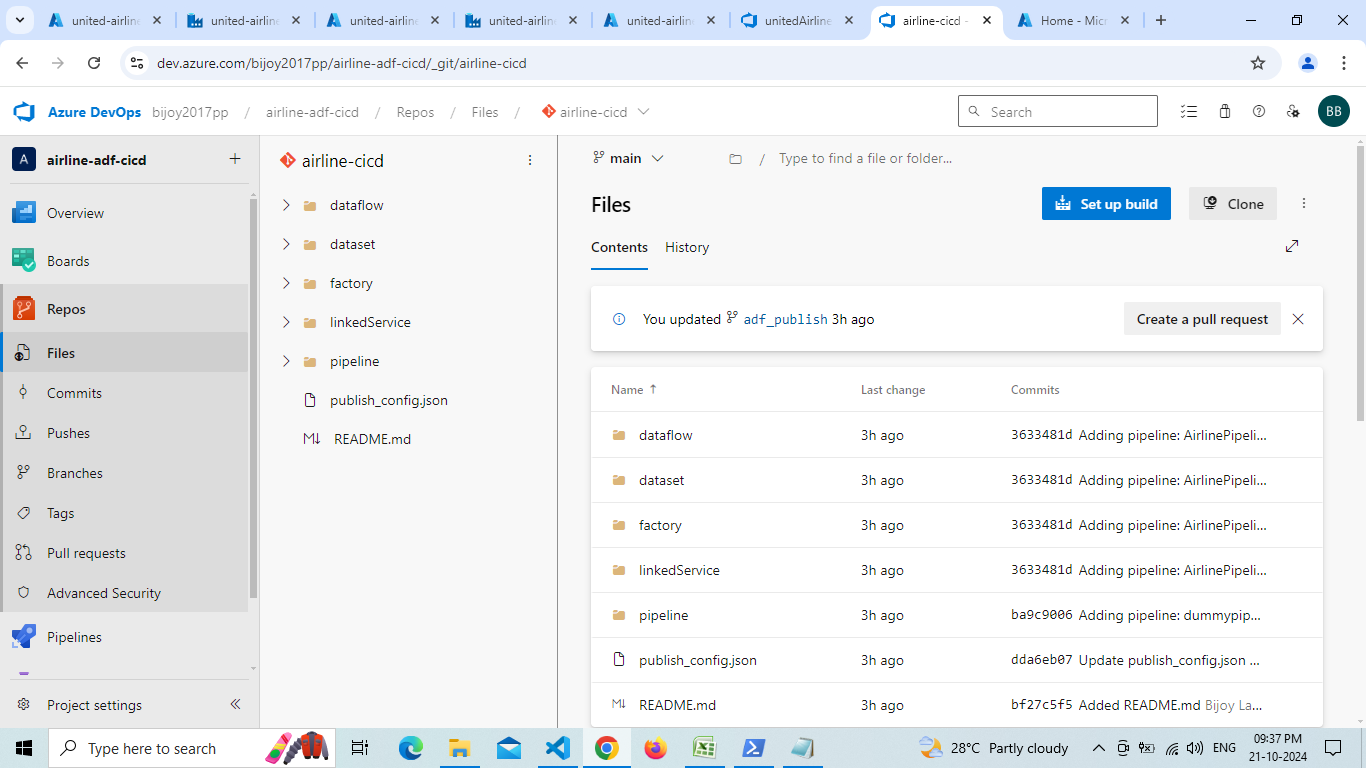 united-airline
united-airline
united-airline
united-airline
united-airline
unitedAirline
airline-cicd -
Home - Micr
dev.azure.com/bijoy2017pp/airline-adf-cicd/_git/airline-cicd
Azure DevOps bijoy2017pp / airline-adf-cicd / Repos / Files / airline-cicd
Search
BB
A airline-adf-cicd
Overview
Boards
Repos
Files
Commits
Pushes
Branches
Tags
Pull requests
Advanced Security
Pipelines
Project settings
airline-cicd
dataflow
dataset
factory
linkedService
pipeline
publish_config.json
README.md
main / Type to find a file or folder...
Files
Set up build
Clone
Contents History
You updated adf_publish 3h ago
Create a pull request
Name ↑ Last change Commits
dataflow 3h ago 3633481d Adding pipeline: AirlinePipeli...
dataset 3h ago 3633481d Adding pipeline: AirlinePipeli...
factory 3h ago 3633481d Adding pipeline: AirlinePipeli...
linkedService 3h ago 3633481d Adding pipeline: AirlinePipeli...
pipeline 3h ago ba9c9006 Adding pipeline: dummypip...
publish_config.json 3h ago dda6eb07 Update publish_config.json ...
README.md 3h ago bf27c5f5 Added README.md Bijoy La...
Type here to search
28°C Partly cloudy
ENG
09:37 PM
21-10-2024